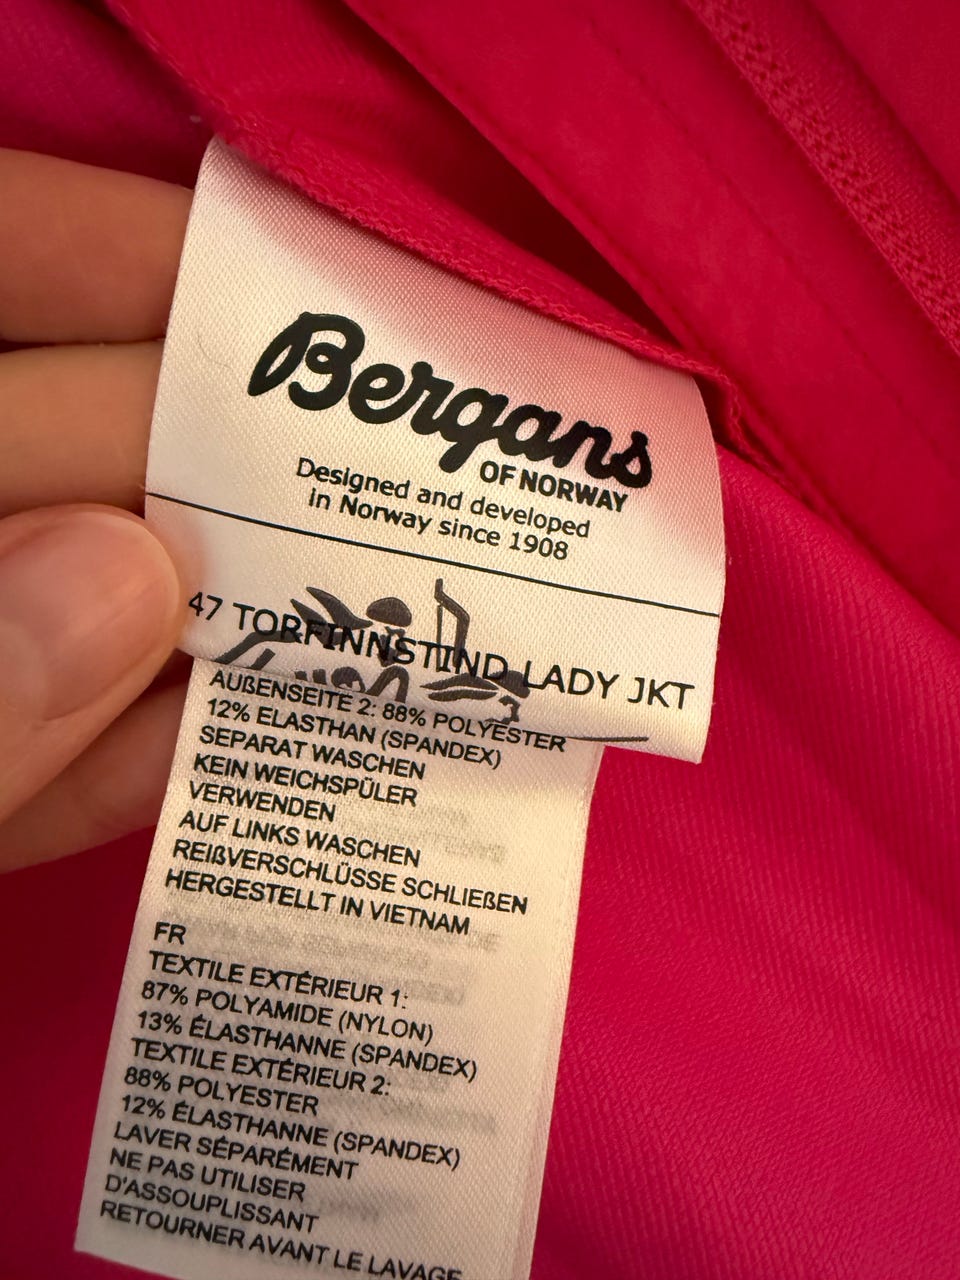 Bergans
OF NORWAY
Designed and developed
in Norway since 1908
47 TORFINNSTIND LADY JKT
AUßENSEITE 2: 88% POLYESTER
12% ELASTHAN (SPANDEX)
SEPARAT WASCHEN
KEIN WEICHSPÜLER
VERWENDEN
AUF LINKS WASCHEN
REIßVERSCHLÜSSE SCHLIEßEN
HERGESTELLT IN VIETNAM
FR
TEXTILE EXTÉRIEUR 1:
87% POLYAMIDE (NYLON)
13% ÉLASTHANNE (SPANDEX)
TEXTILE EXTÉRIEUR 2:
88% POLYESTER
12% ÉLASTHANNE (SPANDEX)
LAVER SÉPARÉMENT
NE PAS UTILISER
D'ASSOUPLISSANT
RETOURNER AVANT LE LAVAGE